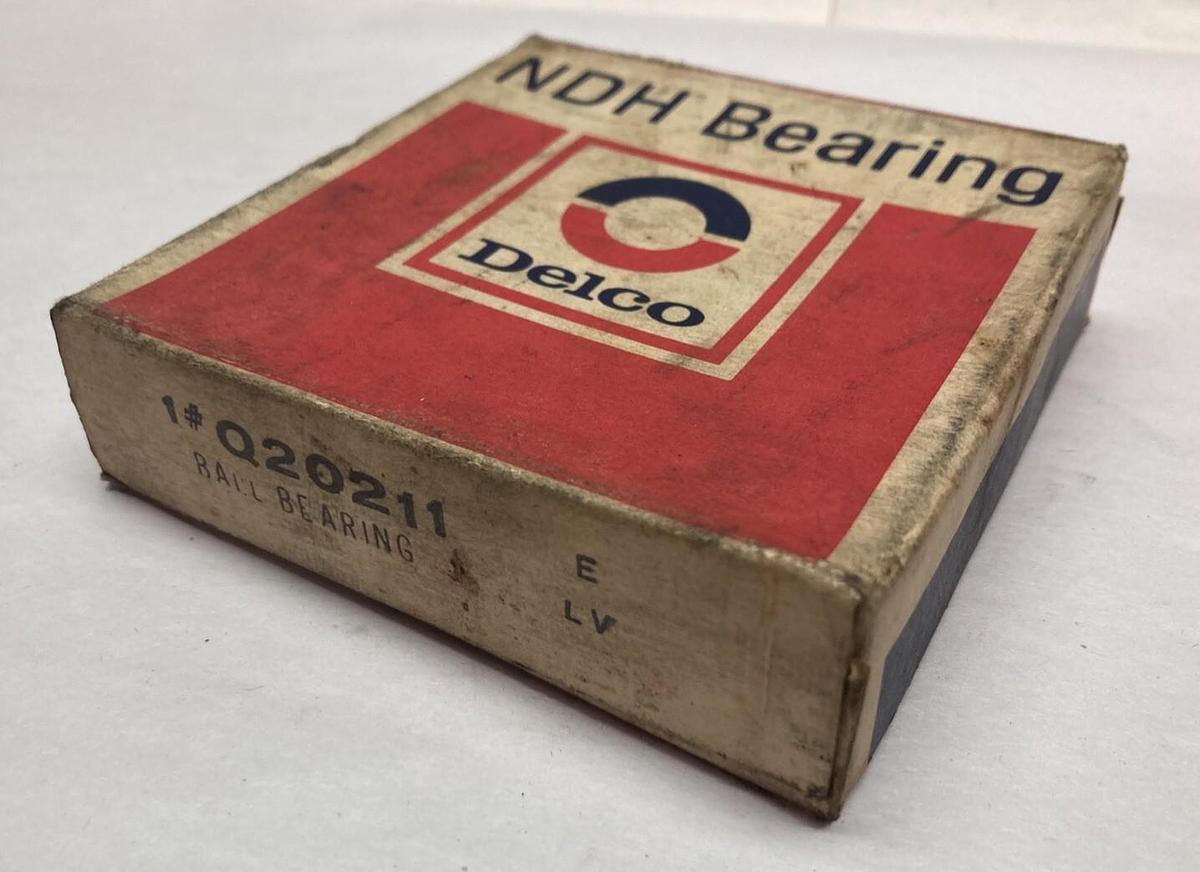 NDH Bearing
Delco
1# Q20211
BALL BEARING
E
LV